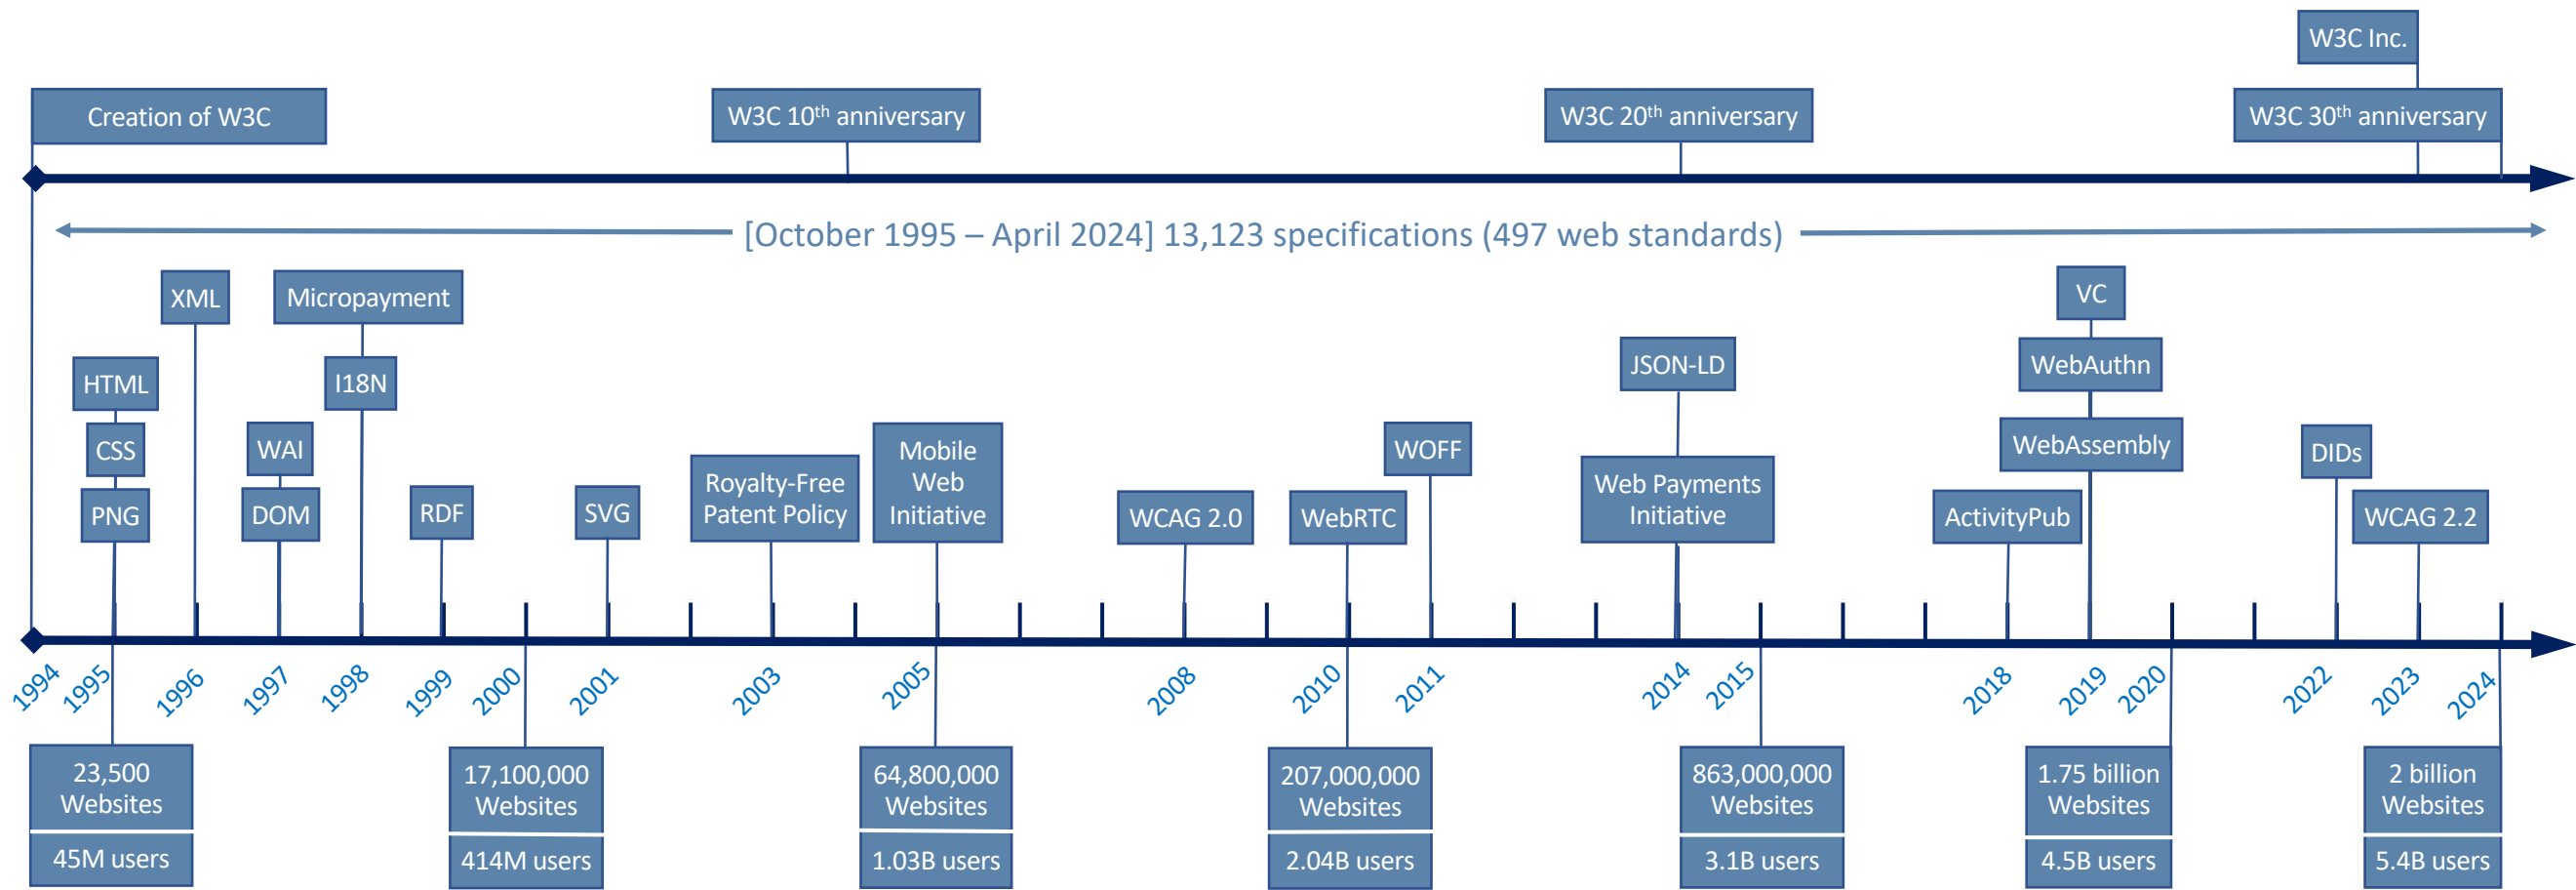 W3C Inc.
Creation of W3C
W3C 10th anniversary
W3C 20th anniversary
W3C 30th anniversary
[October 1995 – April 2024] 13,123 specifications (497 web standards)
XML
Micropayment
VC
HTML
I18N
JSON-LD
WebAuthn
CSS
WAI
Mobile
Web
Initiative
WOFF
WebAssembly
DIDs
PNG
DOM
RDF
SVG
Royalty-Free
Patent Policy
WCAG 2.0
WebRTC
Web Payments
Initiative
ActivityPub
WCAG 2.2
1994
1995
1996
1997
1998
1999
2000
2001
2003
2005
2008
2010
2011
2014
2015
2018
2019
2020
2022
2023
2024
23,500
Websites
45M users
17,100,000
Websites
414M users
64,800,000
Websites
1.03B users
207,000,000
Websites
2.04B users
863,000,000
Websites
3.1B users
1.75 billion
Websites
4.5B users
2 billion
Websites
5.4B users